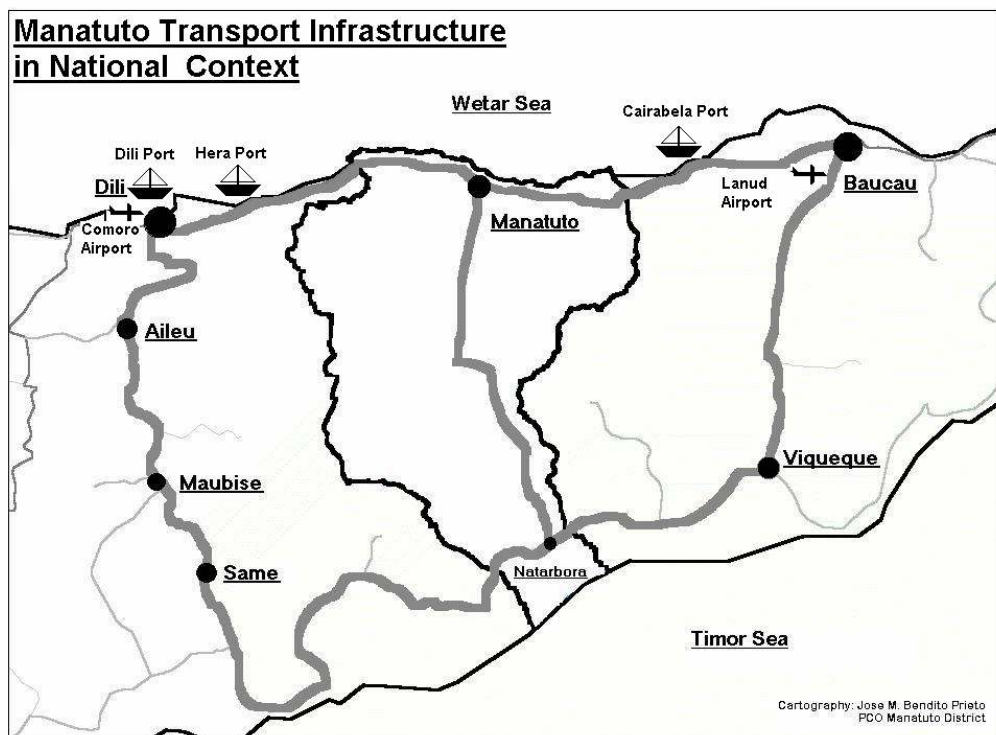 Manatuto Transport Infrastructure
in National Context
Wetar Sea
Cairabela Port
Dili Port
Hera Port
Dili
Lanud
Airport
Baucau
Comoro
Airport
Manatuto
Aileu
Viqueque
Maubise
Same
Natarbora
Timor Sea
Cartography: Jose M. Bendito Prieto
PCO Manatuto District